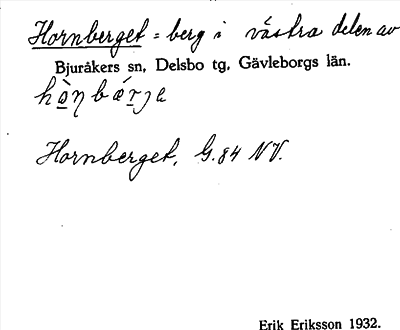 Hornberget = berg i västra delen av
Bjuråkers sn, Delsbo tg, Gävleborgs län.
Hornberget, G. 84 NV.
Erik Eriksson 1932.